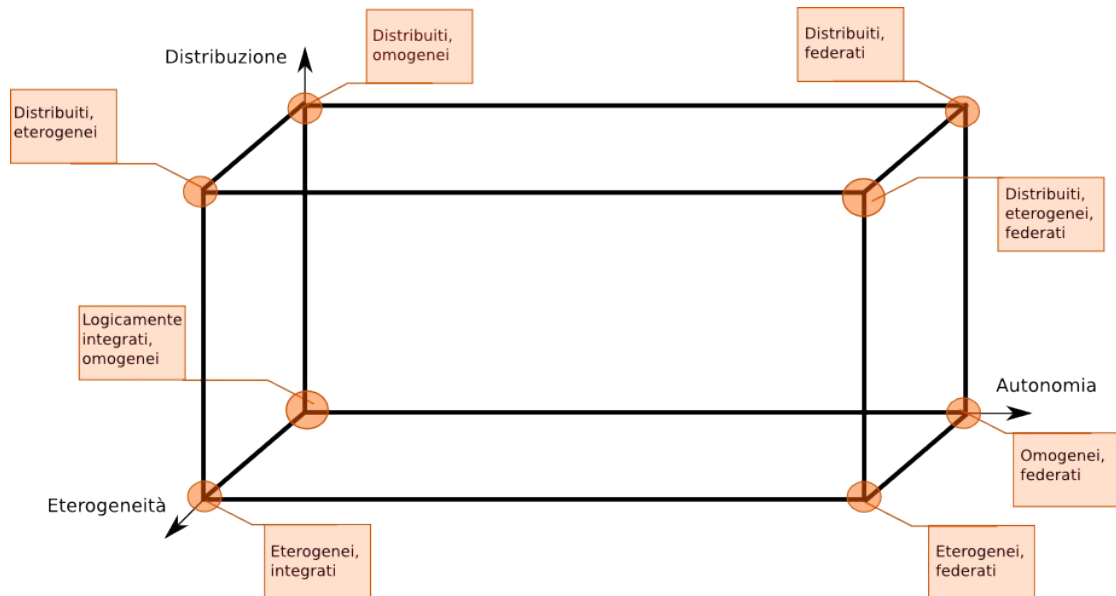 Distribuzione
Distribuiti,
omogenei
Distribuiti,
federati
Distribuiti,
eterogenei
Distribuiti,
eterogenei,
federati
Logicamente
integrati,
omogenei
Autonomia
Omogenei,
federati
Eterogeneità
Eterogenei,
integrati
Eterogenei,
federati